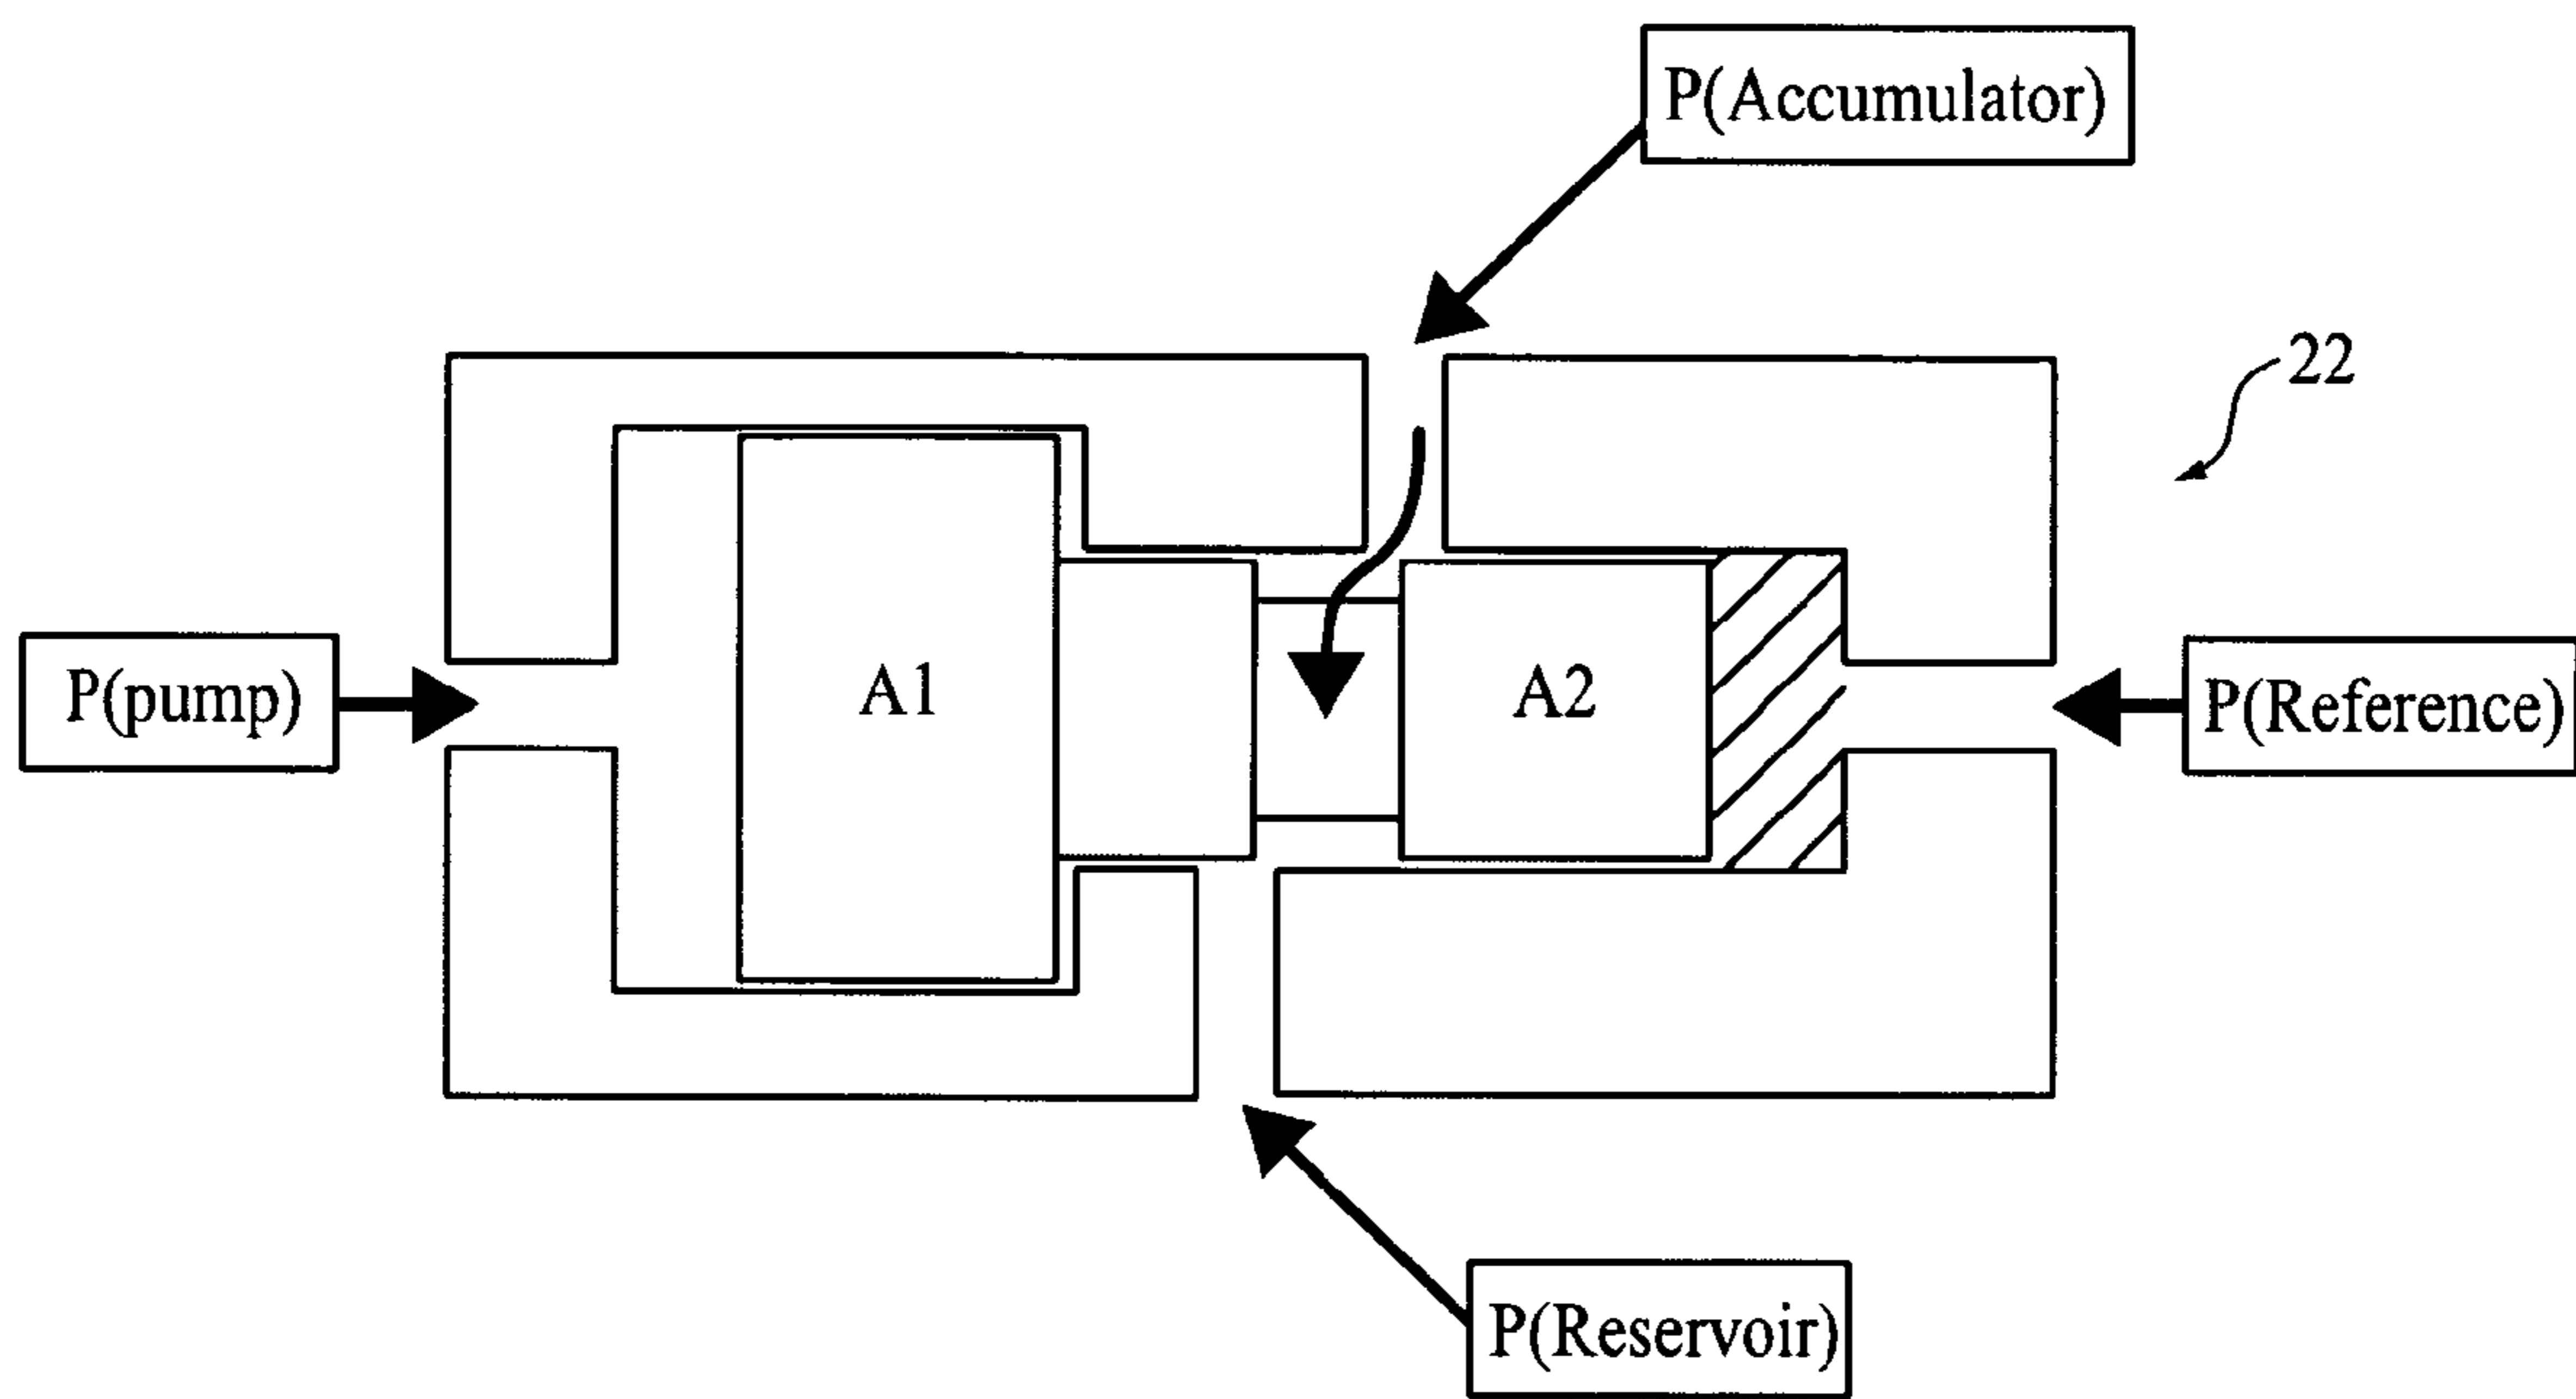 P(Accumulator)
22
P(pump)
A1
A2
P(Reference)
P(Reservoir)